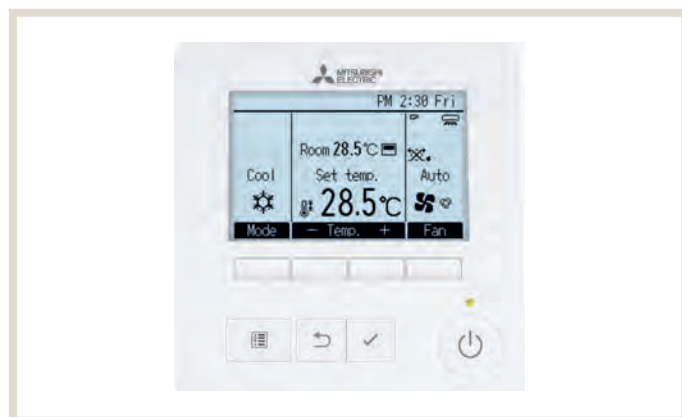 MITSUBISHI
ELECTRIC
PM 2:30 Fri
Room 28.5℃
Cool
Set temp.
Auto
28.5℃
Mode
− Temp. +
Fan